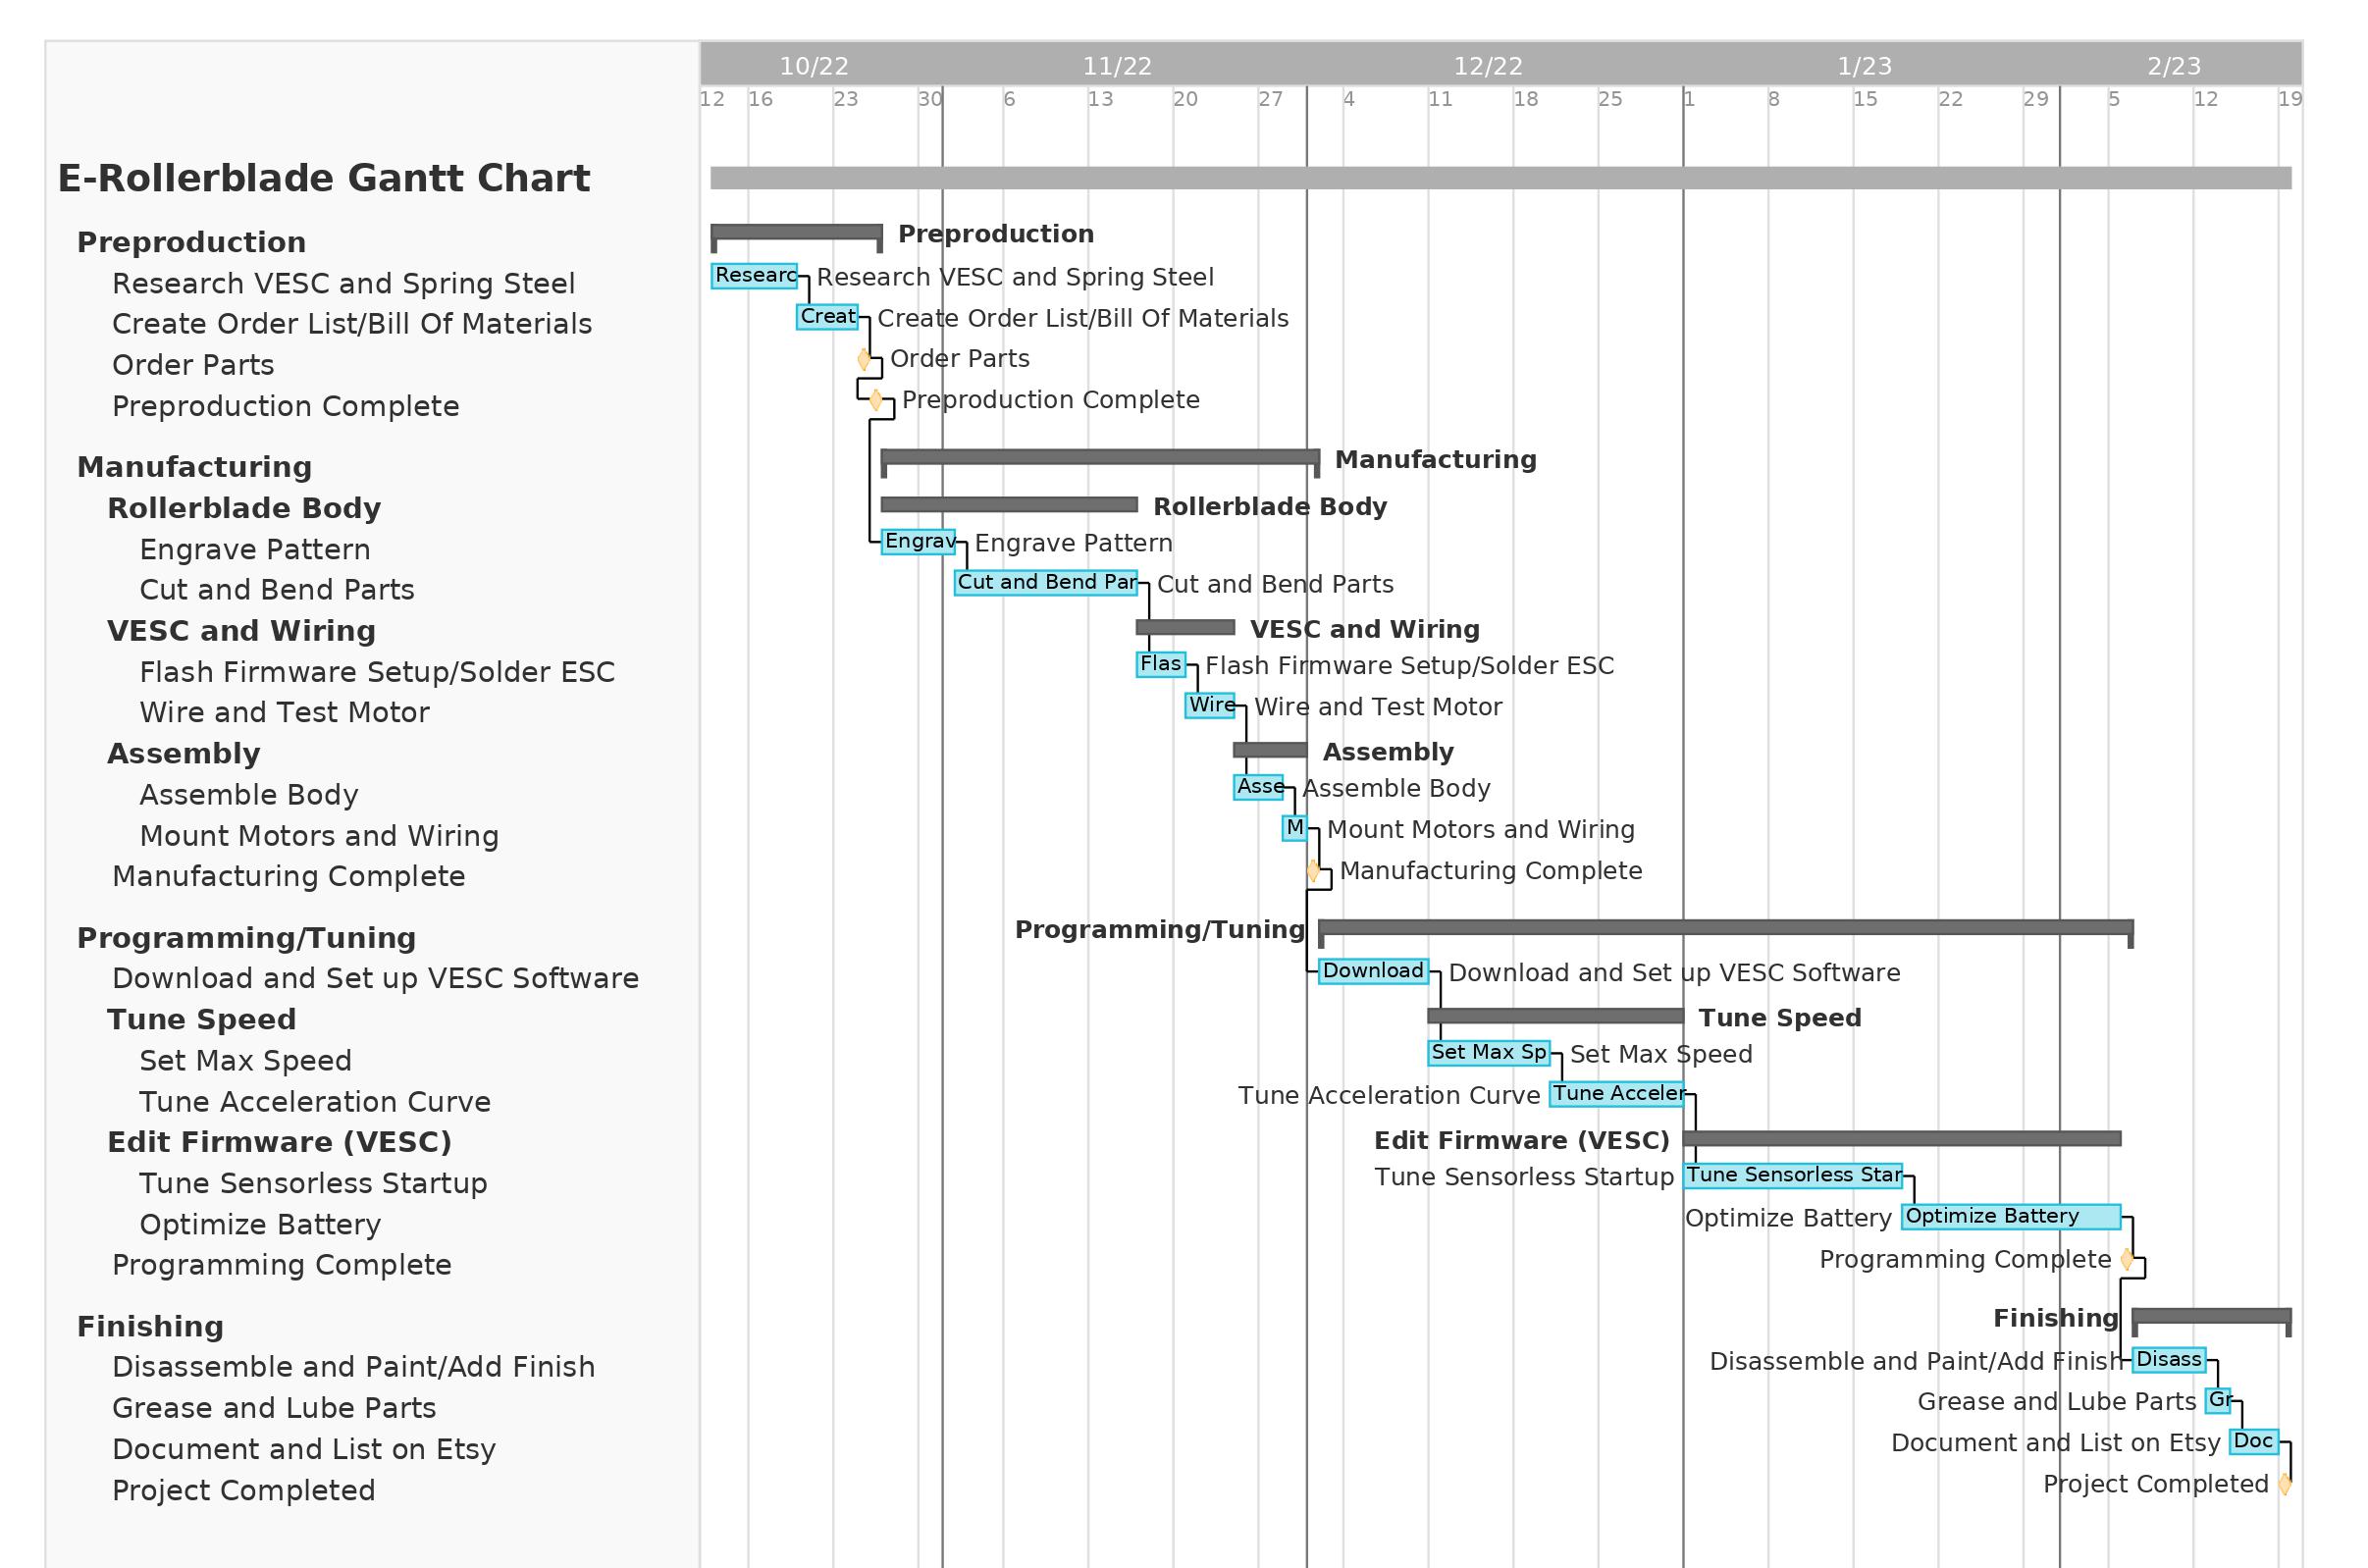 10/22 11/22 12/22 1/23 2/23
12 16 23 30 6 13 20 27 4 11 18 25 1 8 15 22 29 5 12 19
E-Rollerblade Gantt Chart
Preproduction Preproduction
Research VESC and Spring Steel Researc Research VESC and Spring Steel
Create Order List/Bill Of Materials Creat Create Order List/Bill Of Materials
Order Parts Order Parts
Preproduction Complete Preproduction Complete
Manufacturing Manufacturing
Rollerblade Body Rollerblade Body
Engrave Pattern Engrav Engrave Pattern
Cut and Bend Parts Cut and Bend Par Cut and Bend Parts
VESC and Wiring VESC and Wiring
Flash Firmware Setup/Solder ESC Flas Flash Firmware Setup/Solder ESC
Wire and Test Motor Wire Wire and Test Motor
Assembly Assembly
Assemble Body Asse Assemble Body
Mount Motors and Wiring M Mount Motors and Wiring
Manufacturing Complete Manufacturing Complete
Programming/Tuning Programming/Tuning
Download and Set up VESC Software Download Download and Set up VESC Software
Tune Speed Tune Speed
Set Max Speed Set Max Sp Set Max Speed
Tune Acceleration Curve Tune Acceleration Curve Tune Acceler
Edit Firmware (VESC) Edit Firmware (VESC)
Tune Sensorless Startup Tune Sensorless Startup Tune Sensorless Star
Optimize Battery Optimize Battery Optimize Battery
Programming Complete Programming Complete
Finishing Finishing
Disassemble and Paint/Add Finish Disassemble and Paint/Add Finish Disass
Grease and Lube Parts Grease and Lube Parts Gr
Document and List on Etsy Document and List on Etsy Doc
Project Completed Project Completed